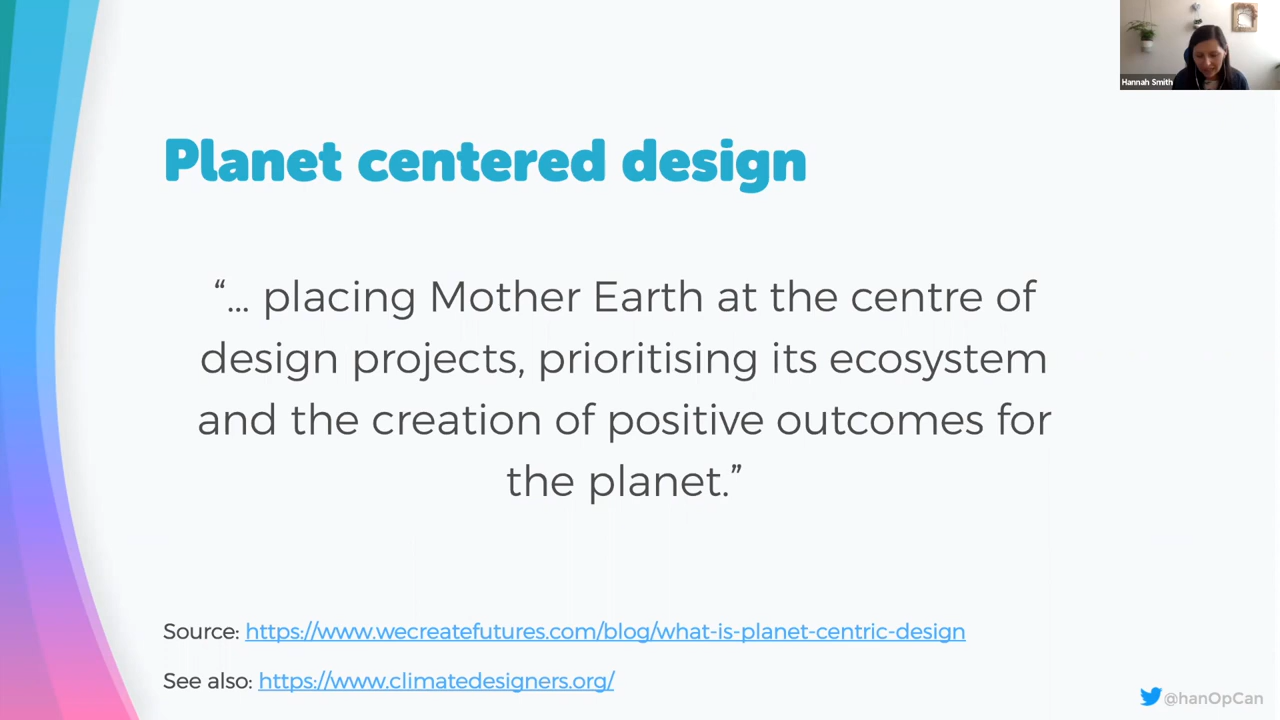 Hannah Smith
Planet centered design
“... placing Mother Earth at the centre of
design projects, prioritising its ecosystem
and the creation of positive outcomes for
the planet.”
Source: https://www.wecreatefutures.com/blog/what-is-planet-centric-design
See also: https://www.climatedesigners.org/
@hanOpCan